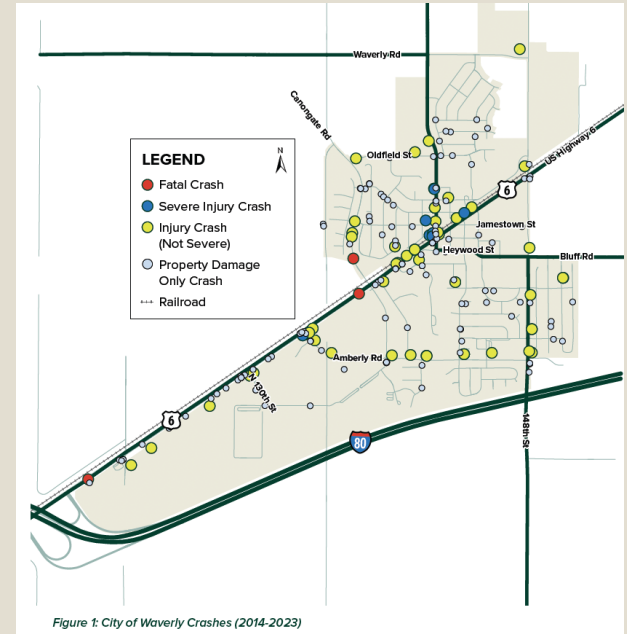 Waverly Rd
Canongate Rd
Oldfield St
US Highway 6
6
LEGEND
N
Fatal Crash
Severe Injury Crash
Injury Crash
(Not Severe)
Property Damage
Only Crash
Railroad
Jamestown St
Heywood St
Bluff Rd
Amberly Rd
N 130th St
6
80
148th St
Figure 1: City of Waverly Crashes (2014-2023)